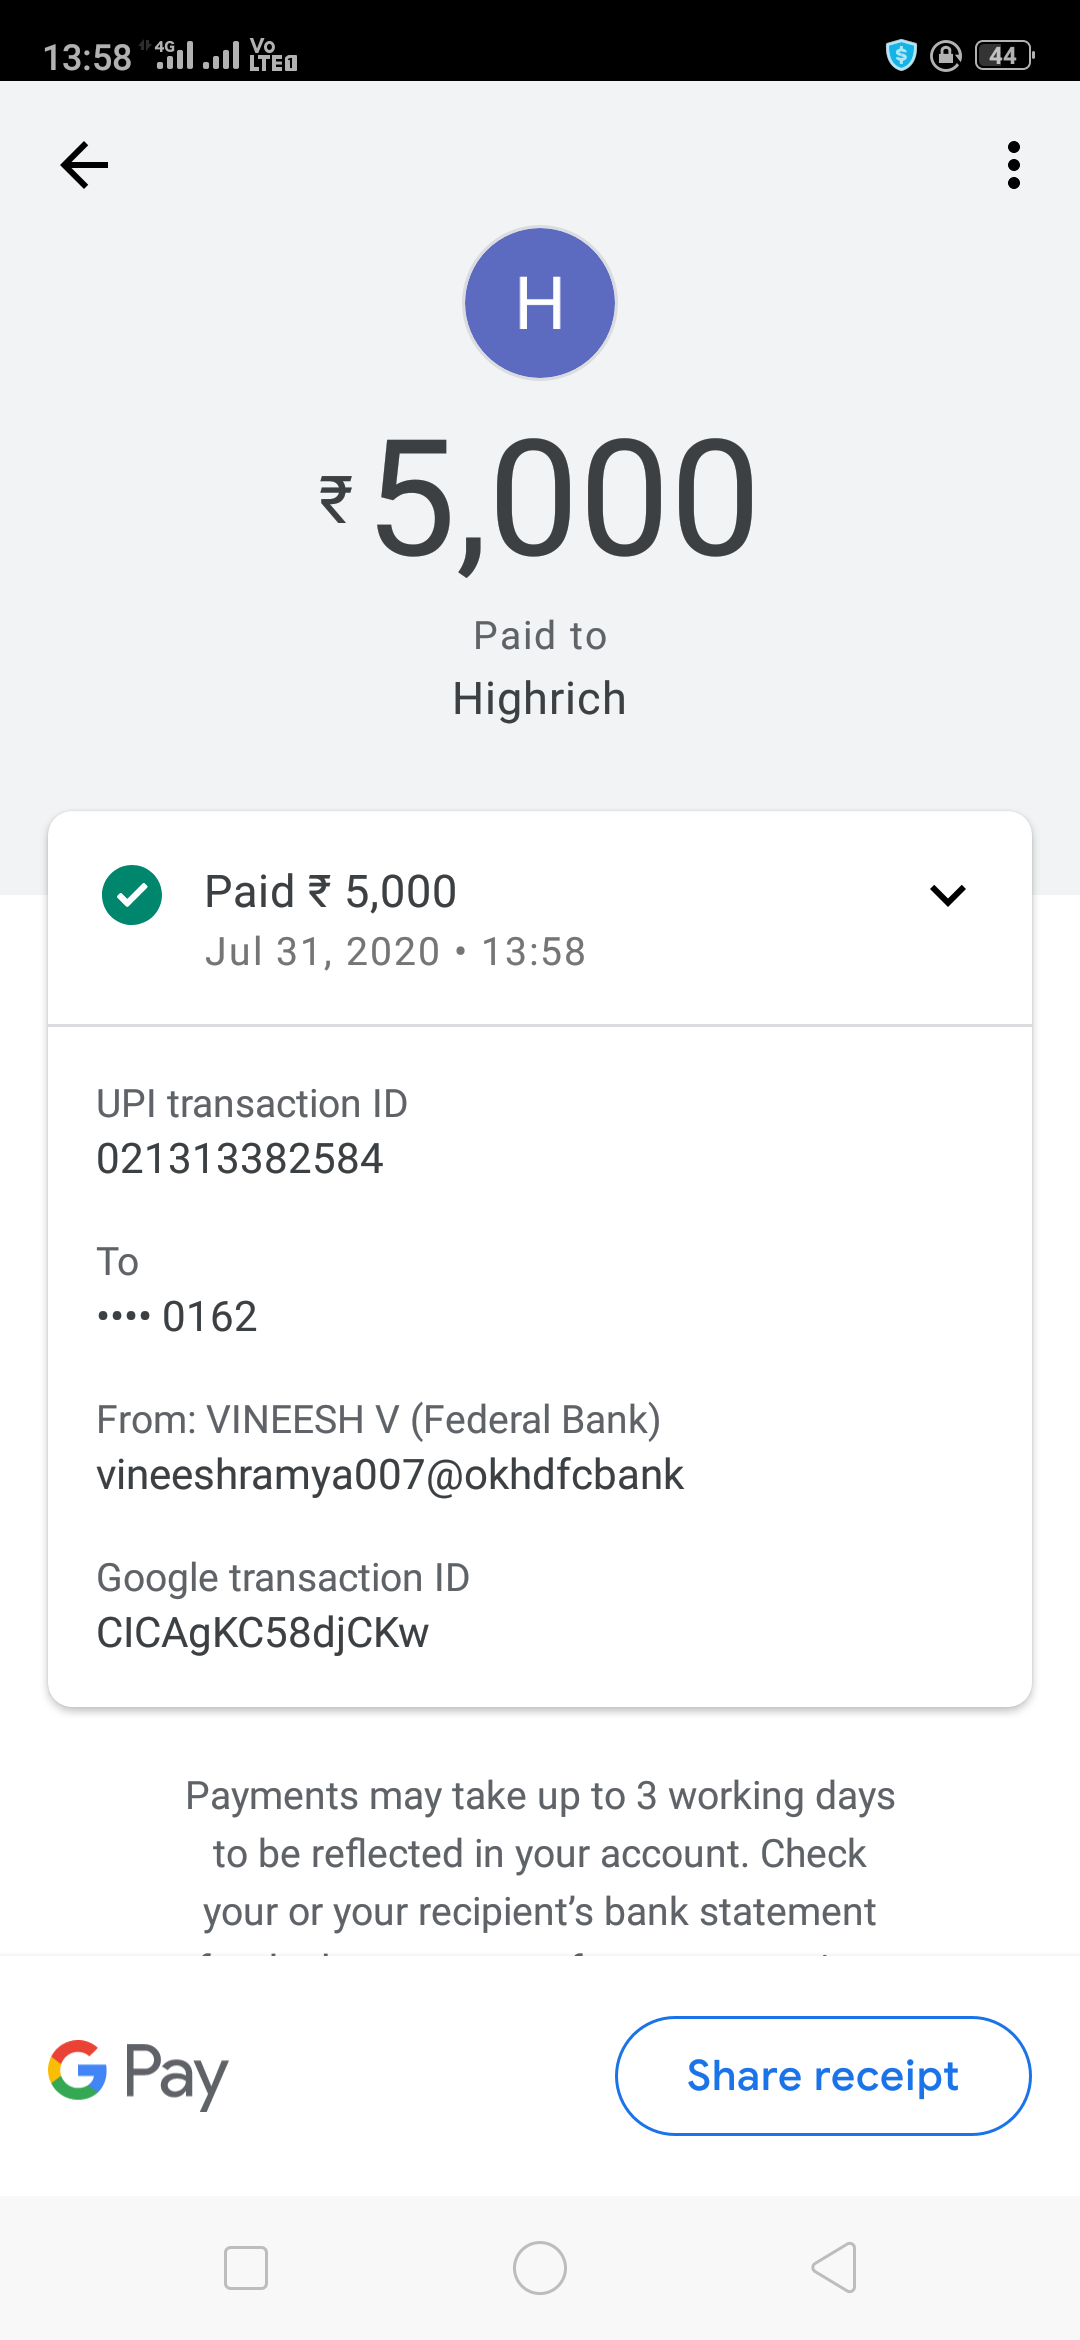 13:58 4G Vo LTE 1 44
H
₹5,000
Paid to
Highrich
Paid ₹ 5,000
Jul 31, 2020 • 13:58
UPI transaction ID
021313382584
To
•••• 0162
From: VINEESH V (Federal Bank)
vineeshramya007@okhdfcbank
Google transaction ID
CICAgKC58djCKw
Payments may take up to 3 working days
to be reflected in your account. Check
your or your recipient’s bank statement
G Pay
Share receipt